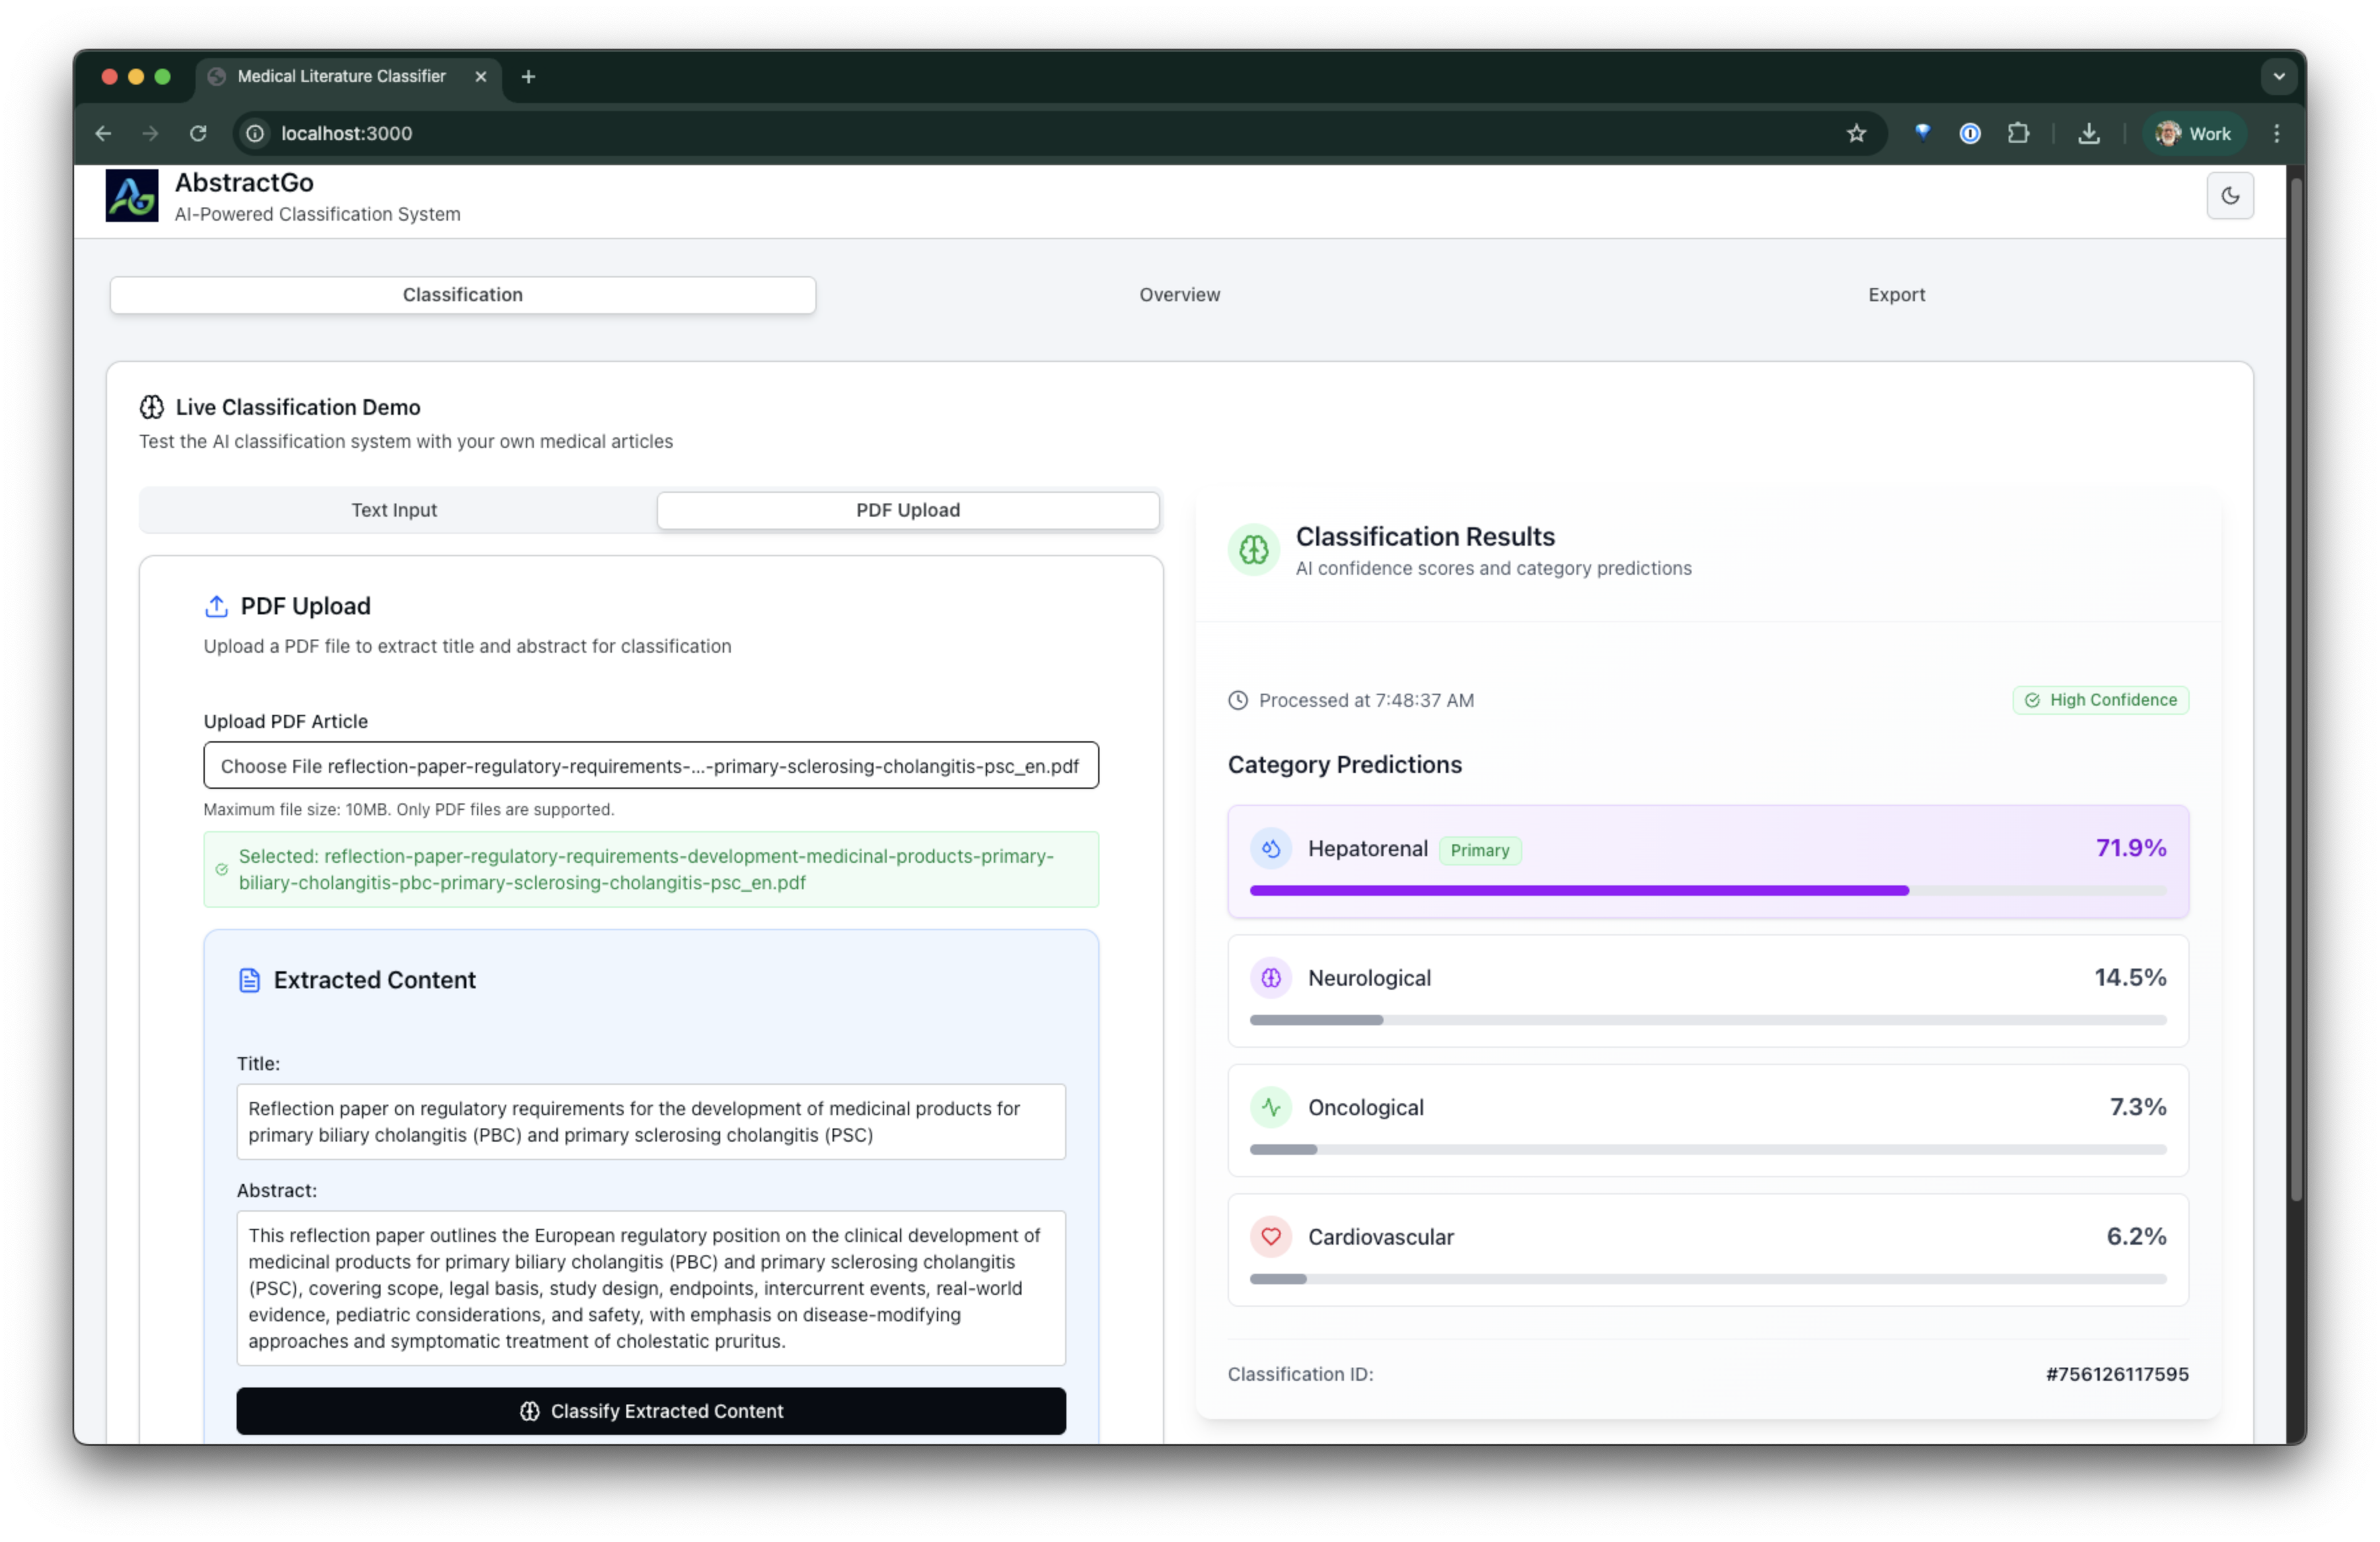 Medical Literature Classifier
localhost:3000
Work
AG
AbstractGo
AI-Powered Classification System
Classification
Overview
Export
Live Classification Demo
Test the AI classification system with your own medical articles
Text Input
PDF Upload
PDF Upload
Upload a PDF file to extract title and abstract for classification
Upload PDF Article
Choose File reflection-paper-regulatory-requirements-...-primary-sclerosing-cholangitis-psc_en.pdf
Maximum file size: 10MB. Only PDF files are supported.
Selected: reflection-paper-regulatory-requirements-development-medicinal-products-primary-
biliary-cholangitis-pbc-primary-sclerosing-cholangitis-psc_en.pdf
Extracted Content
Title:
Reflection paper on regulatory requirements for the development of medicinal products for
primary biliary cholangitis (PBC) and primary sclerosing cholangitis (PSC)
Abstract:
This reflection paper outlines the European regulatory position on the clinical development of
medicinal products for primary biliary cholangitis (PBC) and primary sclerosing cholangitis
(PSC), covering scope, legal basis, study design, endpoints, intercurrent events, real-world
evidence, pediatric considerations, and safety, with emphasis on disease-modifying
approaches and symptomatic treatment of cholestatic pruritus.
Classify Extracted Content
Classification Results
AI confidence scores and category predictions
Processed at 7:48:37 AM
High Confidence
Category Predictions
Hepatorenal
Primary
71.9%
Neurological
14.5%
Oncological
7.3%
Cardiovascular
6.2%
Classification ID:
#756126117595